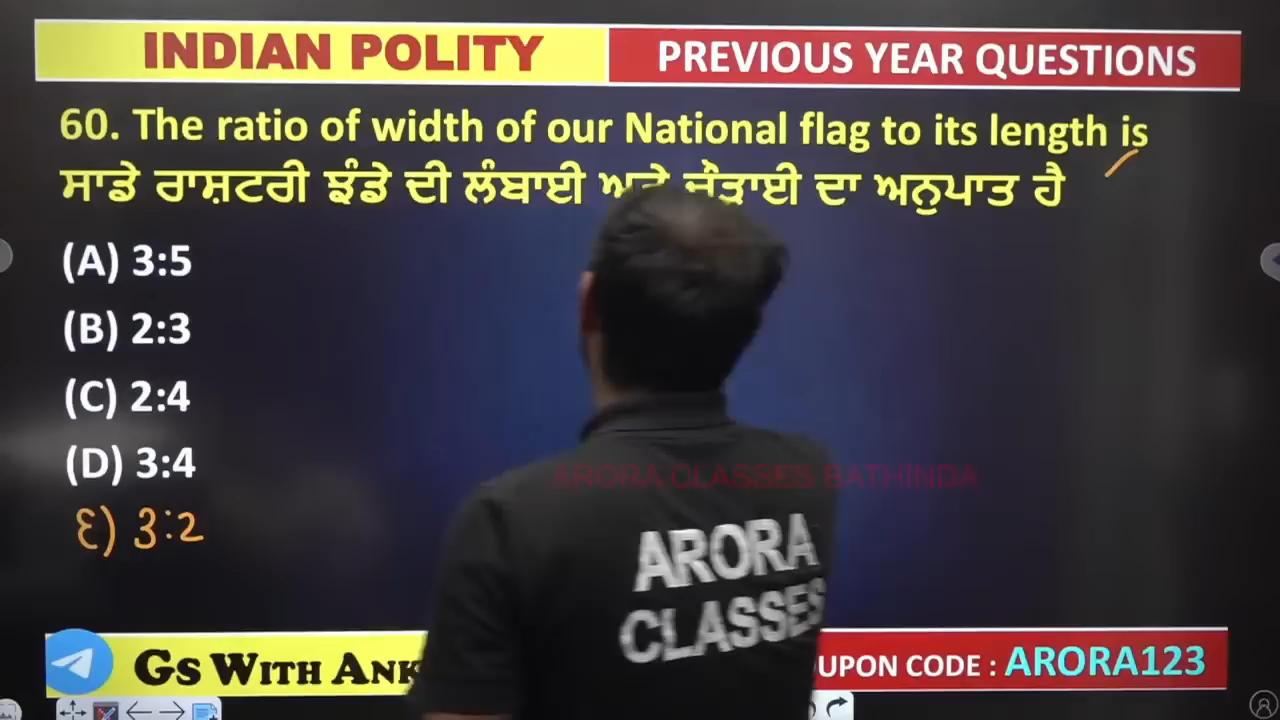 INDIAN POLITY
PREVIOUS YEAR QUESTIONS
60. The ratio of width of our National flag to its length is
ਸਾਡੇ ਰਾਸ਼ਟਰੀ ਝੰਡੇ ਦੀ ਲੰਬਾਈ ਅਤੇ ਚੌੜਾਈ ਦਾ ਅਨੁਪਾਤ ਹੈ
(A) 3:5
(B) 2:3
(C) 2:4
(D) 3:4
E) 3:2
ARORA CLASSES BATHINDA
ARORA
CLASSES
GS WITH ANK
UPON CODE : ARORA123